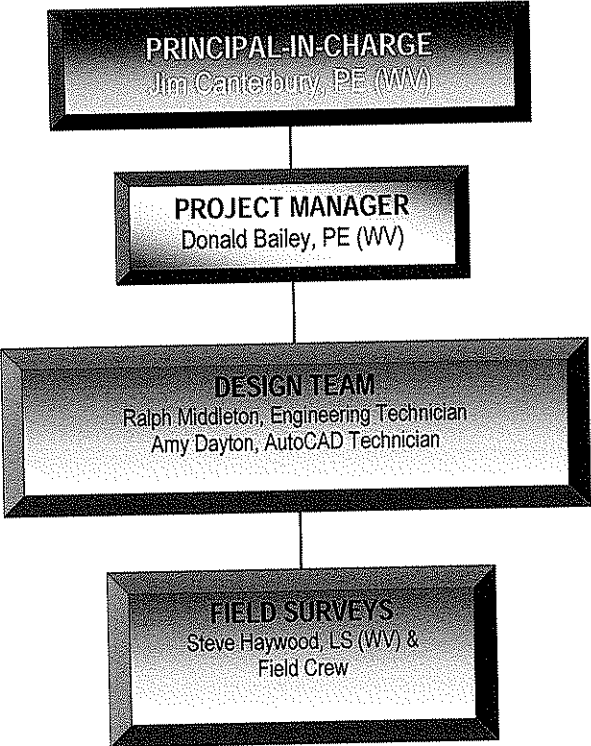 PRINCIPAL-IN-CHARGE
Jim Canterbury, PE (WV)
PROJECT MANAGER
Donald Bailey, PE (WV)
DESIGN TEAM
Ralph Middleton, Engineering Technician
Amy Dayton, AutoCAD Technician
FIELD SURVEYS
Steve Haywood, LS (WV) &
Field Crew